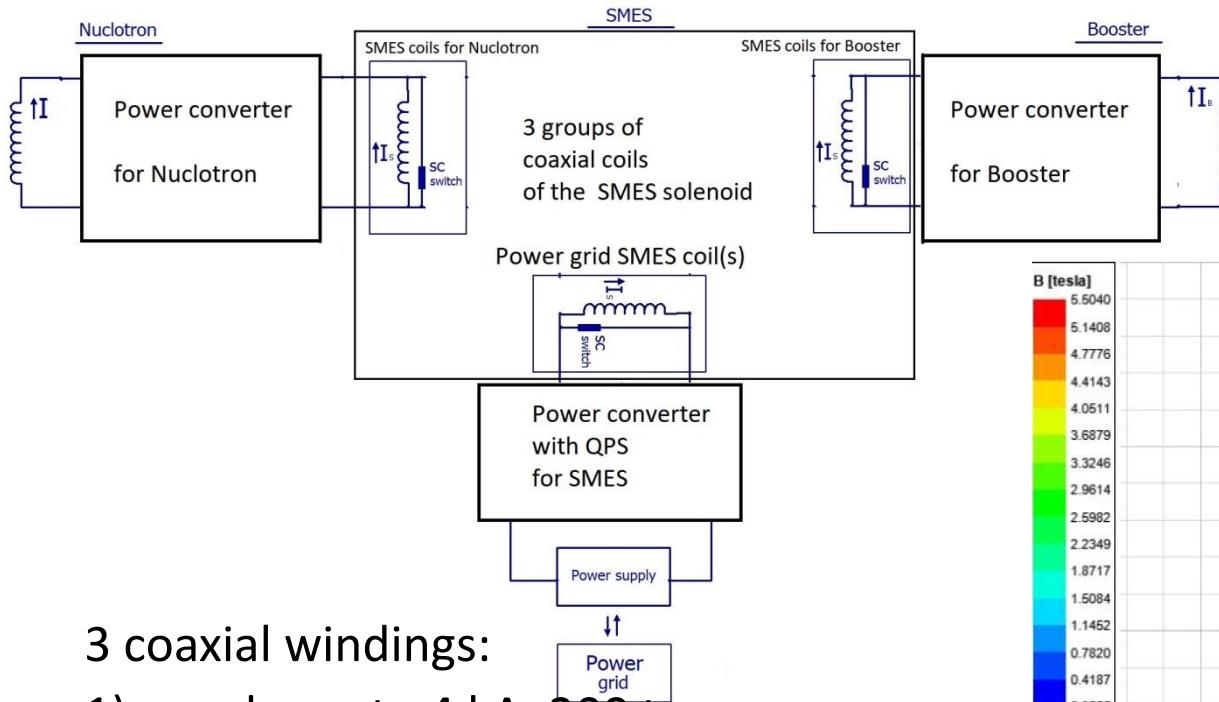 Nuclotron
SMES
Booster
SMES coils for Nuclotron
SMES coils for Booster
I
Power converter
for Nuclotron
Is
SC
switch
3 groups of
coaxial coils
of the SMES solenoid
Is
SC
switch
Power converter
for Booster
IB
Power grid SMES coil(s)
Is
SC
switch
Power converter
with QPS
for SMES
Power supply
Power
grid
B [tesla]
5.5040
5.1408
4.7776
4.4143
4.0511
3.6879
3.3246
2.9614
2.5982
2.2349
1.8717
1.5084
1.1452
0.7820
0.4187
3 coaxial windings: